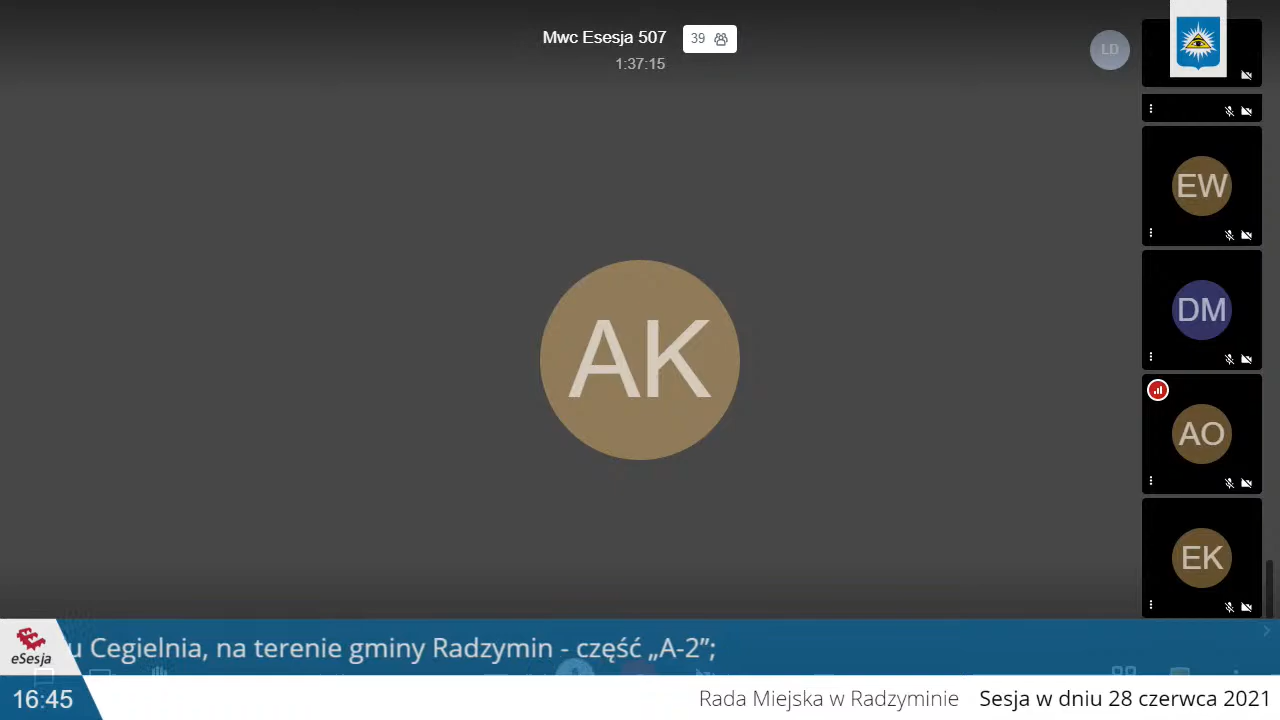 Mwc Esesja 507
39
1:37:15
LD
EW
DM
AO
EK
AK
u Cegielnia, na terenie gminy Radzymin - część „A-2”;
eSesja
16:45
Rada Miejska w Radzyminie
Sesja w dniu 28 czerwca 2021